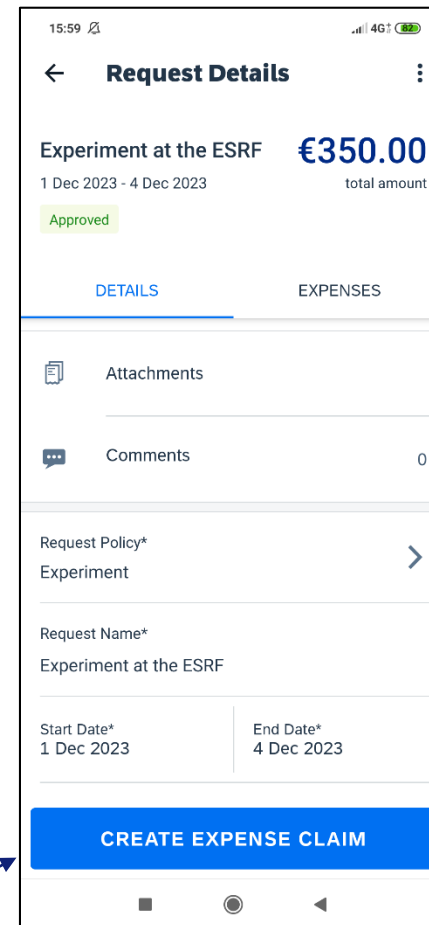 15:59 4G+ 82
Request Details
Experiment at the ESRF €350.00
1 Dec 2023 - 4 Dec 2023 total amount
Approved
DETAILS EXPENSES
Attachments
Comments 0
Request Policy*
Experiment
Request Name*
Experiment at the ESRF
Start Date* End Date*
1 Dec 2023 4 Dec 2023
CREATE EXPENSE CLAIM